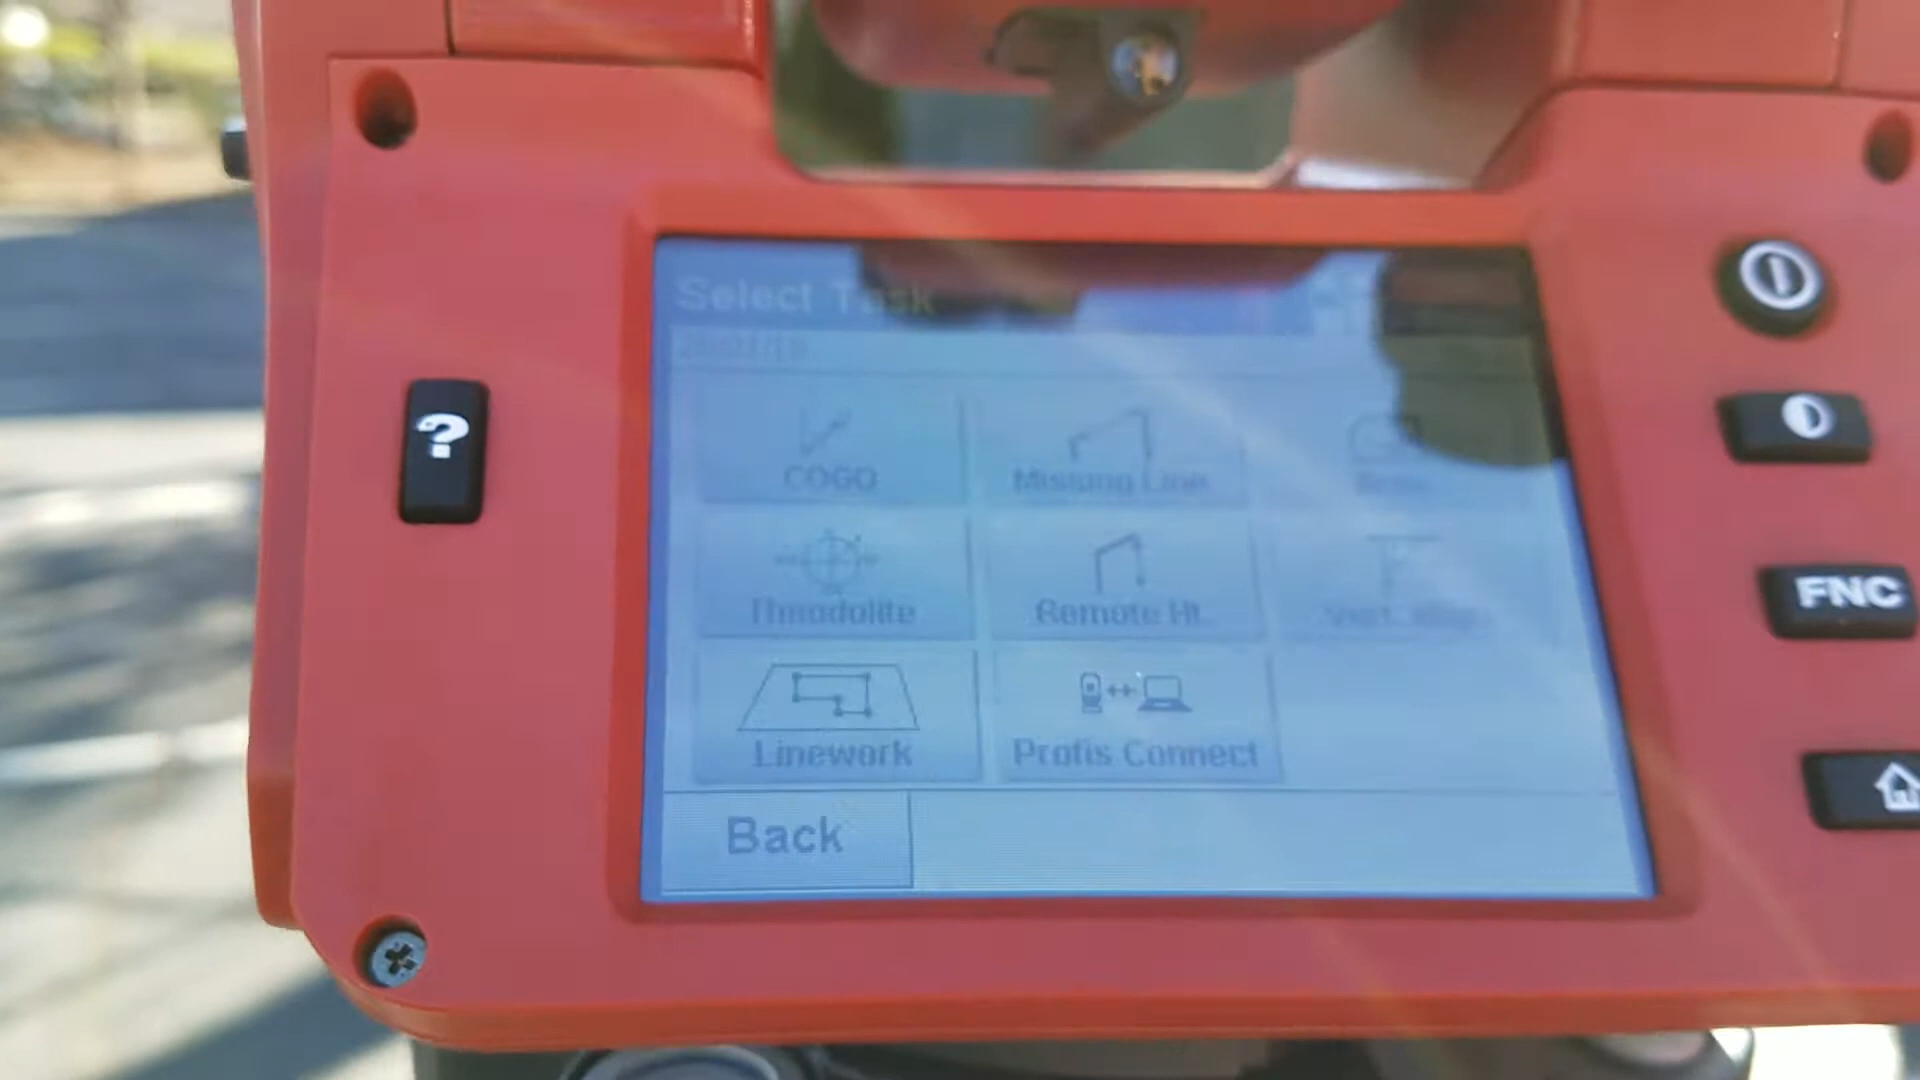 Select Task
COGO
Missing Line
Theodolite
Remote Ht.
Linework
Profis Connect
Back
?
FNC